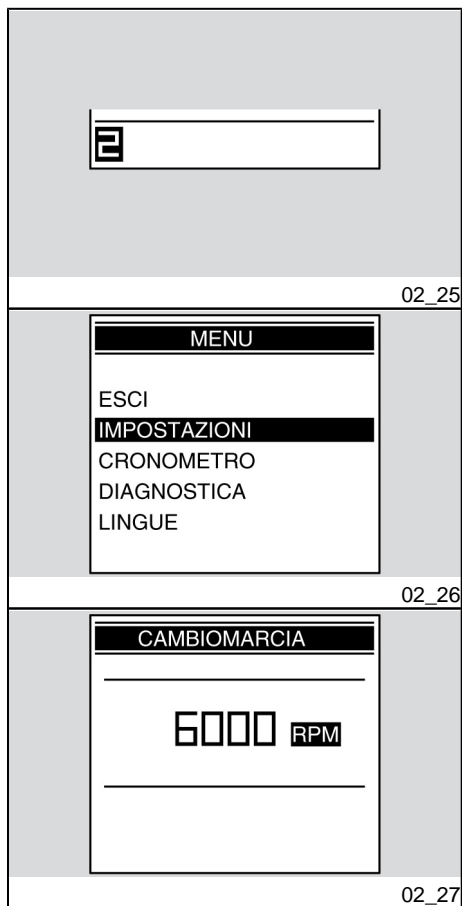 2
02_25
MENU
ESCI
IMPOSTAZIONI
CRONOMETRO
DIAGNOSTICA
LINGUE
02_26
CAMBIOMARCIA
6000 RPM
02_27